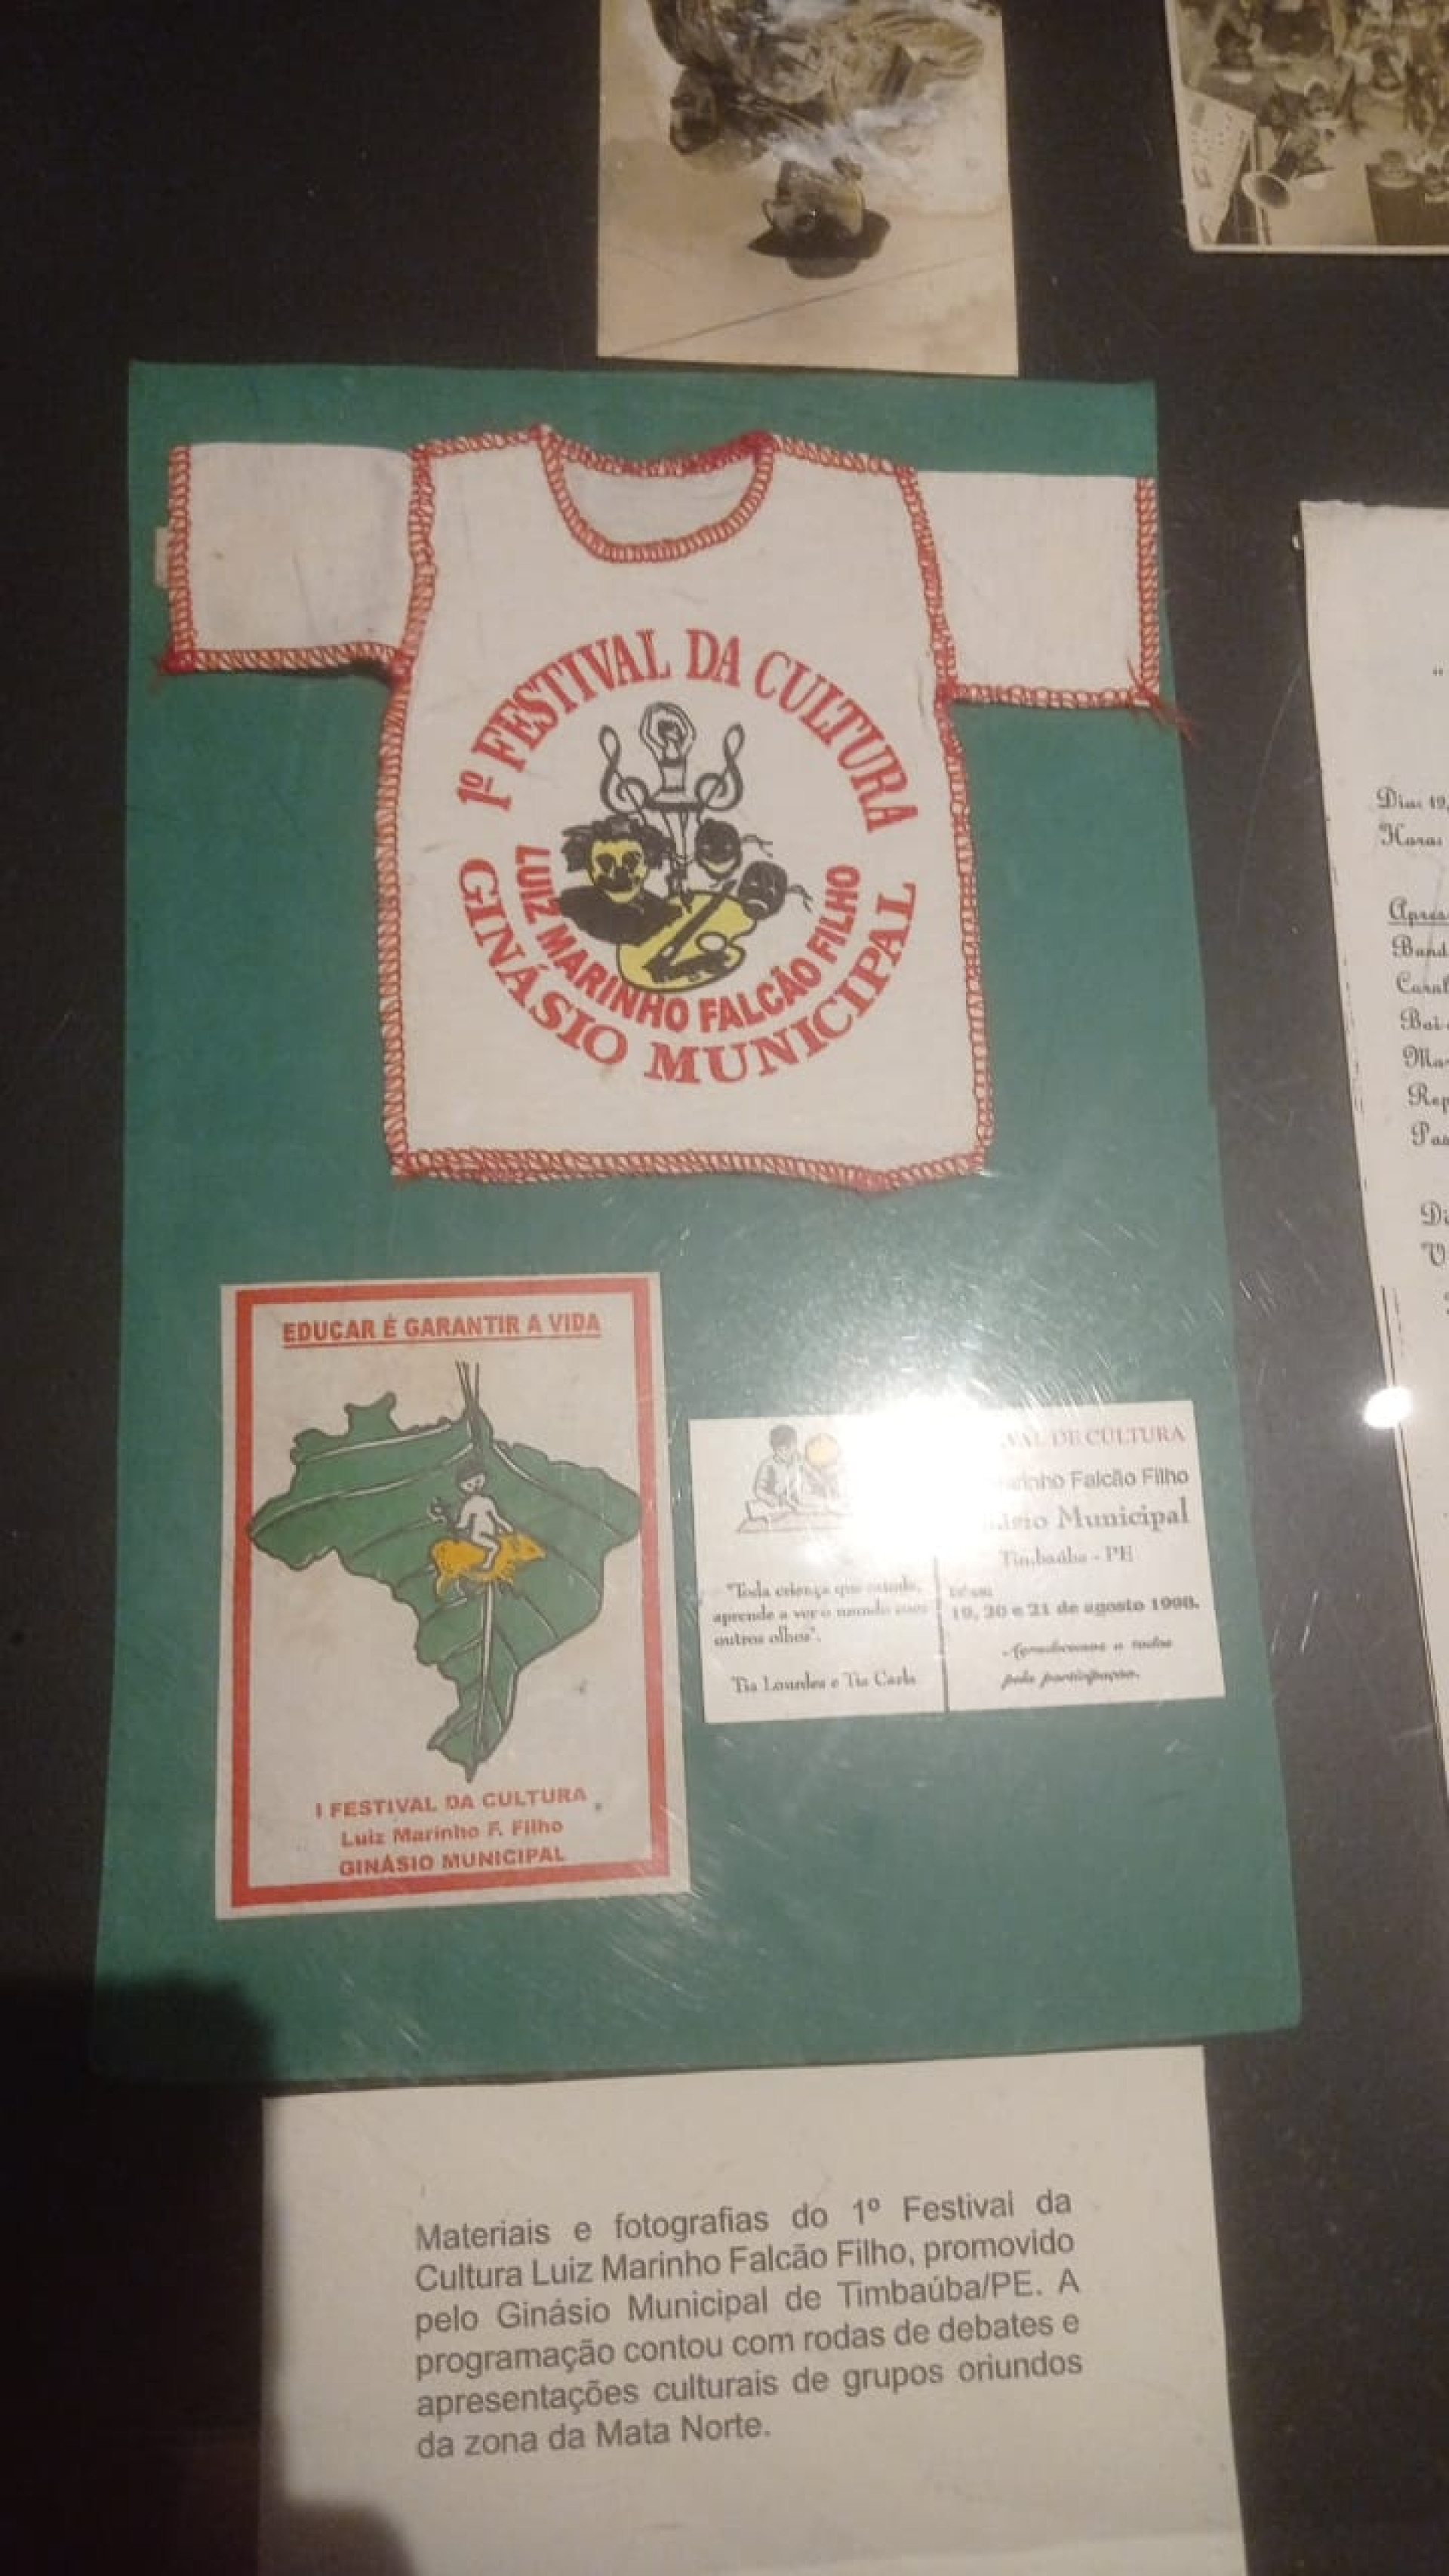 1º FESTIVAL DA CULTURA
LUIZ MARINHO FALCÃO FILHO
GINÁSIO MUNICIPAL
EDUCAR É GARANTIR A VIDA
I FESTIVAL DA CULTURA
Luiz Marinho F. Filho
GINÁSIO MUNICIPAL
"Toda criança que estuda,
aprende a ver o mundo com
outros olhos".
Tia Lourdes e Tia Carla
DE CULTURA
Falcão Filho
Municipal
Timbaúba - PE
19, 20 e 21 de agosto 1998.
Agradecemos a todos
pela participação.
Dia: 19,
Hora:
Materiais e fotografias do 1º Festival da
Cultura Luiz Marinho Falcão Filho, promovido
pelo Ginásio Municipal de Timbaúba/PE. A
programação contou com rodas de debates e
apresentações culturais de grupos oriundos
da zona da Mata Norte.